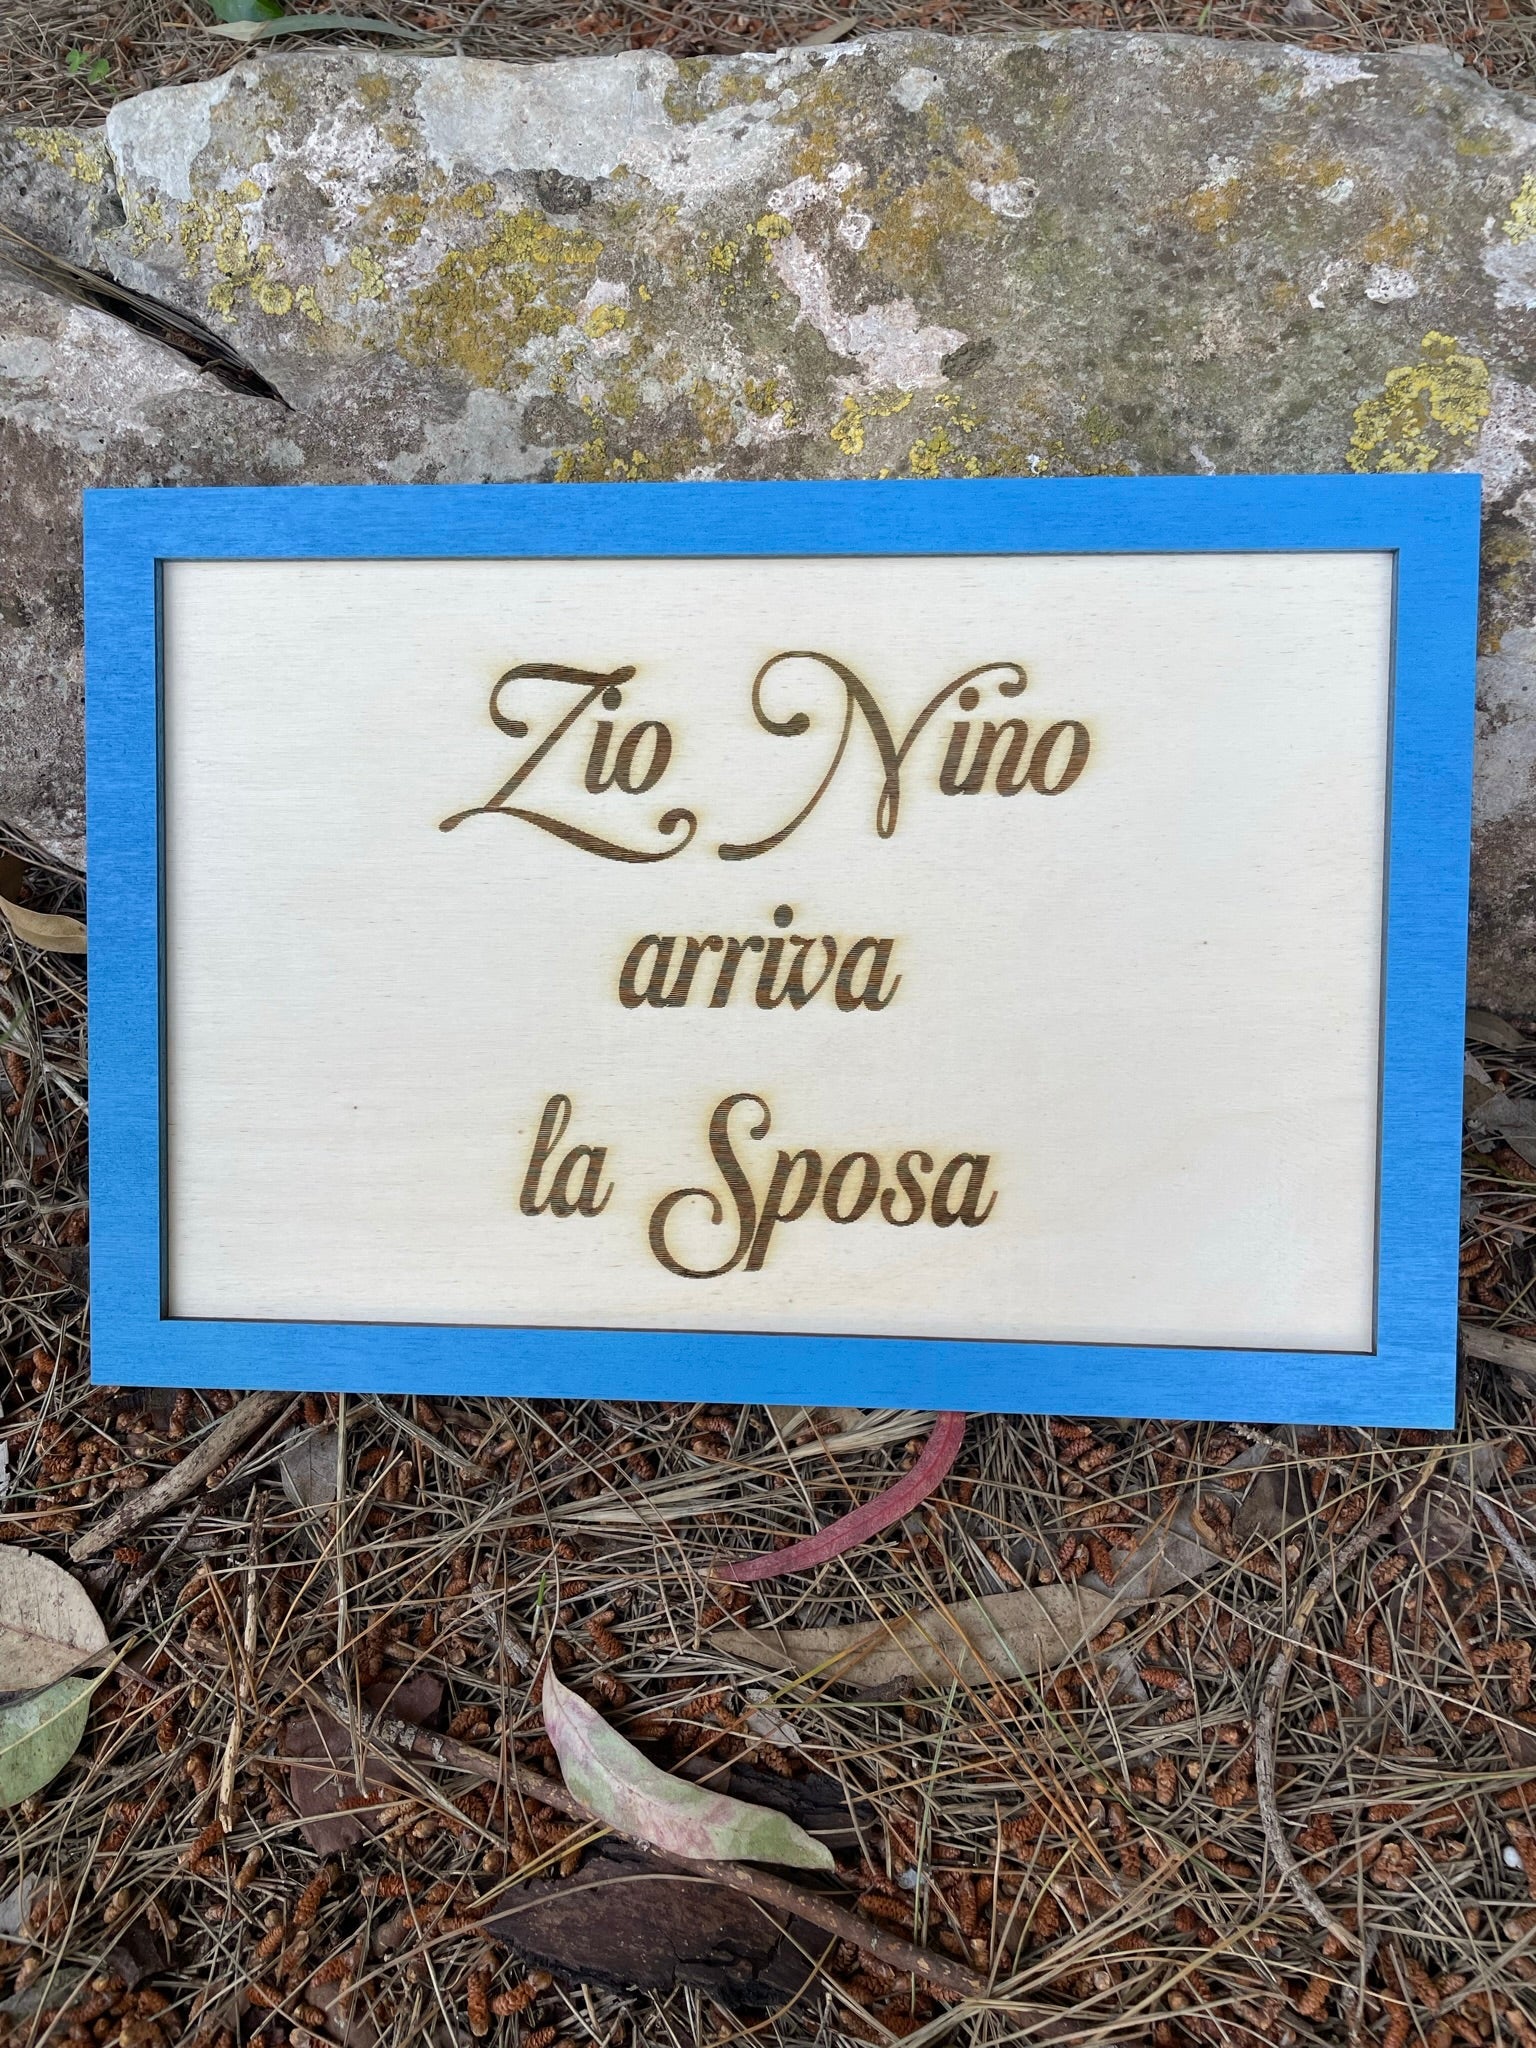 Zio Nino
arriva
la Sposa